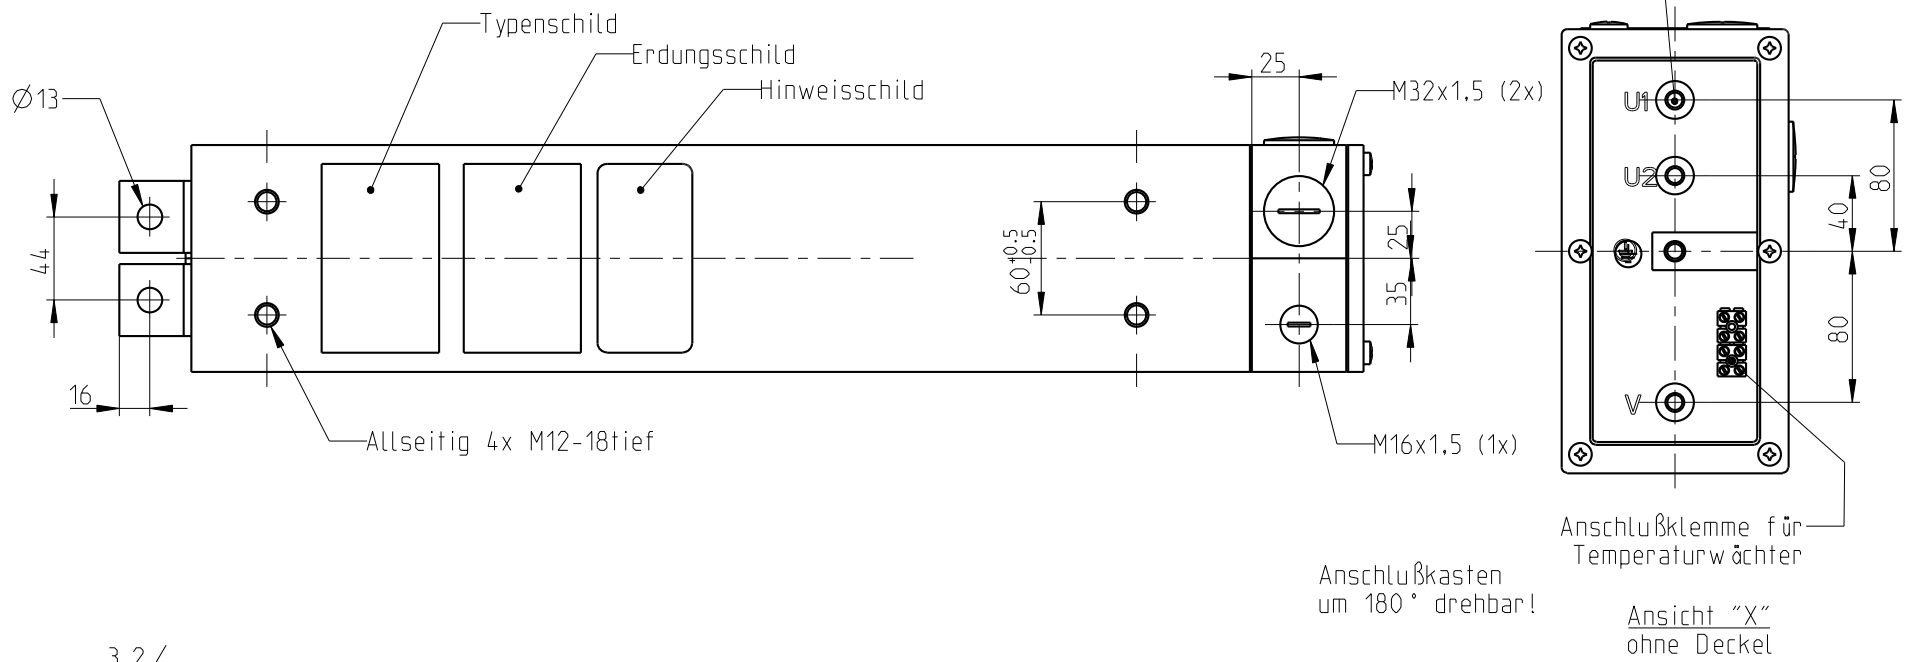 Typenschild
Erdungsschild
Hinweisschild
Ø13
25
M32x1,5 (2x)
U1
U2
80
40
44
60 +0.5 -0.5
25
35
80
16
V
Allseitig 4x M12-18tief
M16x1,5 (1x)
Anschlußklemme für
Temperaturwächter
Anschlußkasten
um 180° drehbar!
Ansicht "X"
ohne Deckel
3,2/